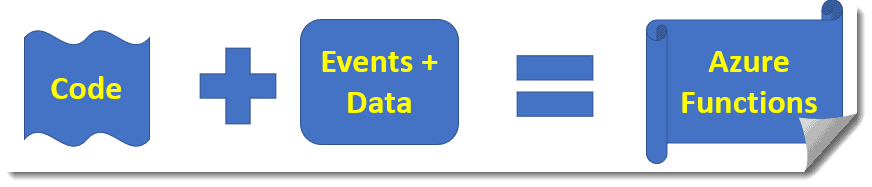 Code
Events +
Data
Azure
Functions